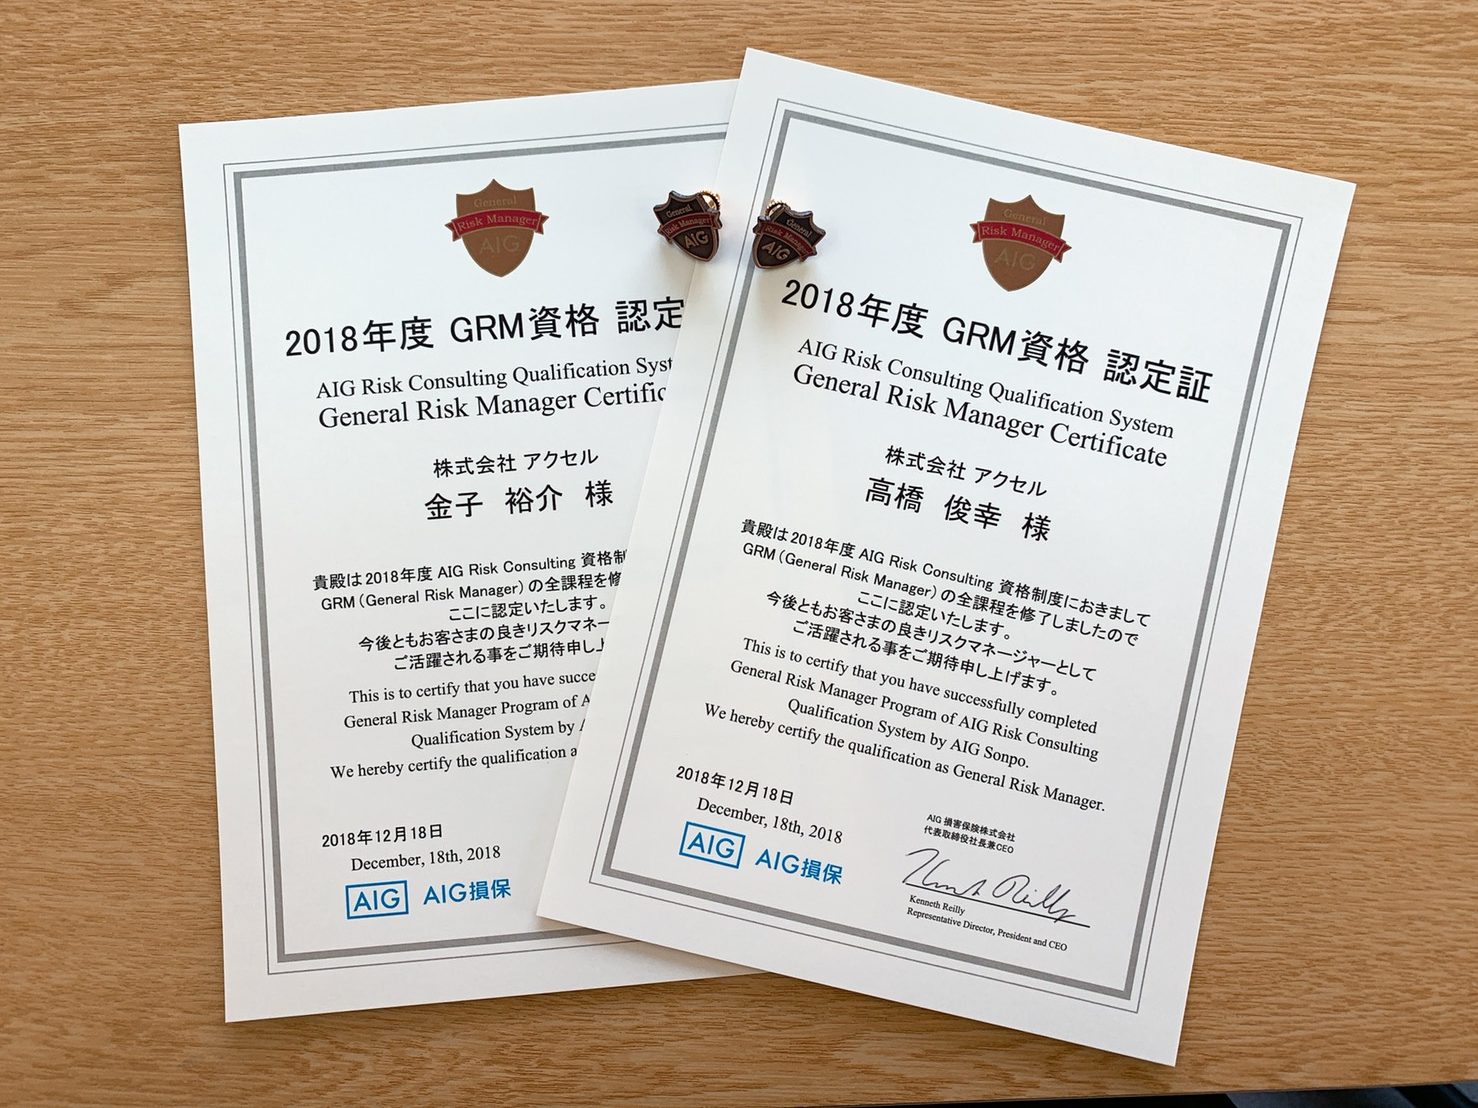 General
Risk Manager
AIG
2018年度 GRM資格 認定
AIG Risk Consulting Qualification Syst
General Risk Manager Certific
株式会社 アクセル
金子 裕介 様
貴殿は2018年度 AIG Risk Consulting 資格制
GRM（General Risk Manager）の全課程を修
ここに認定いたします。
今後ともお客さまの良きリスクマネー
ご活躍される事をご期待申し上
This is to certify that you have succe
General Risk Manager Program of A
Qualification System by A
We hereby certify the qualification a
2018年12月18日
December, 18th, 2018
AIG AIG損保
General
Risk Manager
AIG
General
Risk Manager
AIG
General
Risk Manager
AIG
2018年度 GRM資格 認定証
AIG Risk Consulting Qualification System
General Risk Manager Certificate
株式会社 アクセル
高橋 俊幸 様
貴殿は2018年度 AIG Risk Consulting 資格制度におきまして
GRM（General Risk Manager）の全課程を修了しましたので
ここに認定いたします。
今後ともお客さまの良きリスクマネージャーとして
ご活躍される事をご期待申し上げます。
This is to certify that you have successfully completed
General Risk Manager Program of AIG Risk Consulting
Qualification System by AIG Sonpo.
We hereby certify the qualification as General Risk Manager.
2018年12月18日
December, 18th, 2018
AIG AIG損保
AIG 損害保険株式会社
代表取締役社長兼CEO
Kenneth Reilly
Representative Director, President and CEO